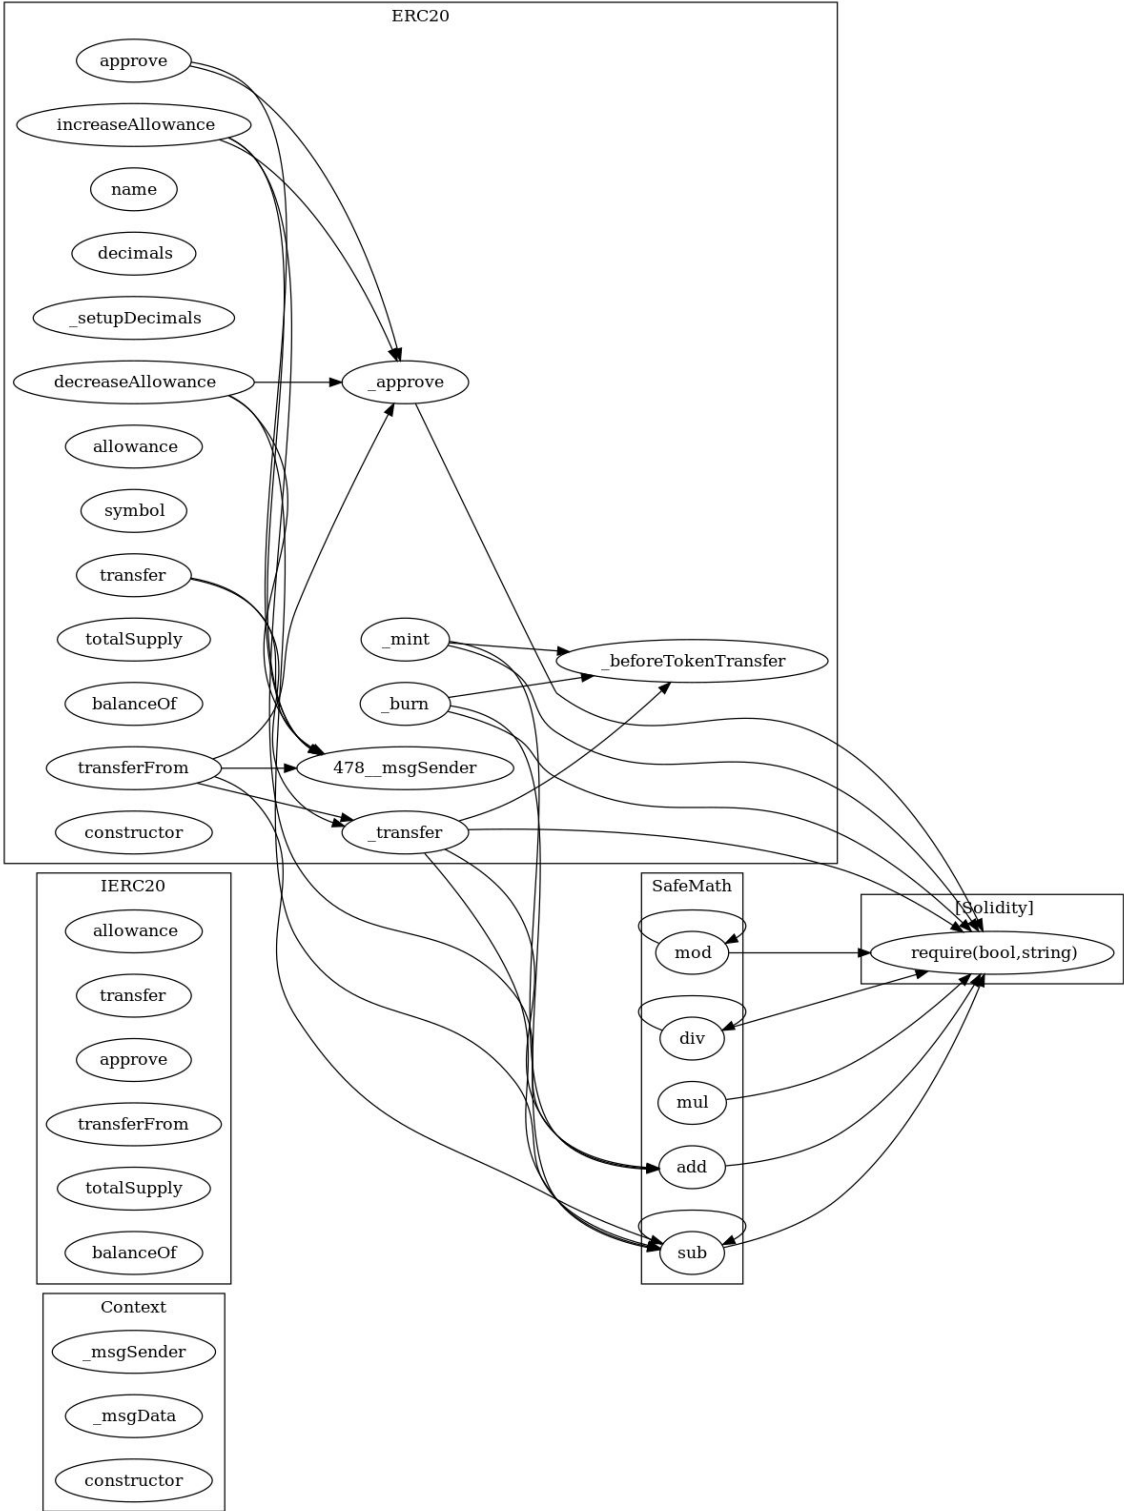 ERC20
approve
increaseAllowance
name
decimals
_setupDecimals
decreaseAllowance
_approve
allowance
symbol
transfer
totalSupply
_mint
_beforeTokenTransfer
balanceOf
_burn
transferFrom
478__msgSender
constructor
_transfer
IERC20
allowance
transfer
approve
transferFrom
totalSupply
balanceOf
SafeMath
mod
div
mul
add
sub
[Solidity]
require(bool,string)
Context
_msgSender
_msgData
constructor